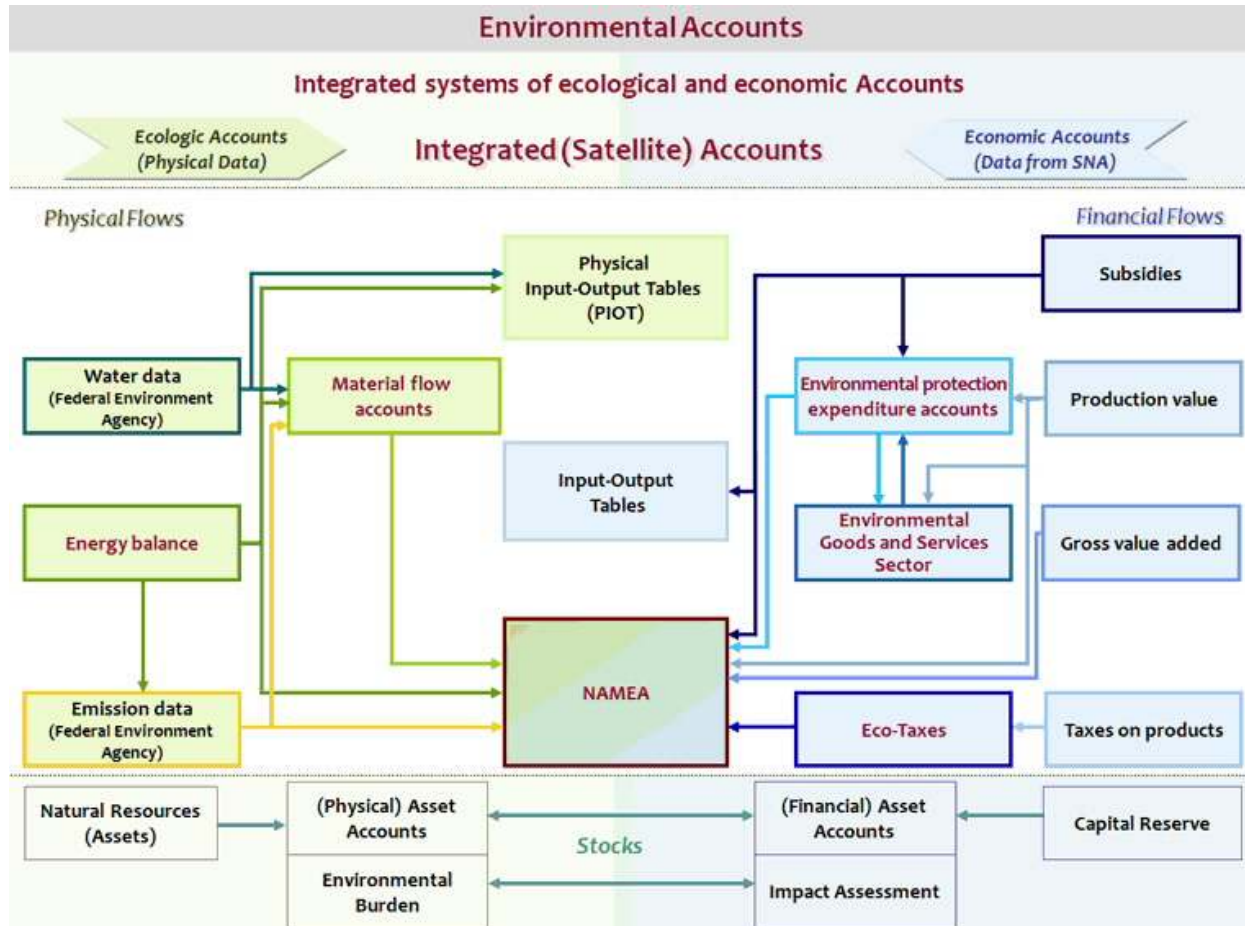 Environmental Accounts
Integrated systems of ecological and economic Accounts
Ecologic Accounts
(Physical Data)
Integrated (Satellite) Accounts
Economic Accounts
(Data from SNA)
Physical Flows
Financial Flows
Physical
Input-Output Tables
(PIOT)
Subsidies
Water data
(Federal Environment
Agency)
Material flow
accounts
Environmental protection
expenditure accounts
Production value
Input-Output
Tables
Energy balance
Environmental
Goods and Services
Sector
Gross value added
NAMEA
Emission data
(Federal Environment
Agency)
Eco-Taxes
Taxes on products
Natural Resources
(Assets)
(Physical) Asset
Accounts
Stocks
(Financial) Asset
Accounts
Capital Reserve
Environmental
Burden
Impact Assessment